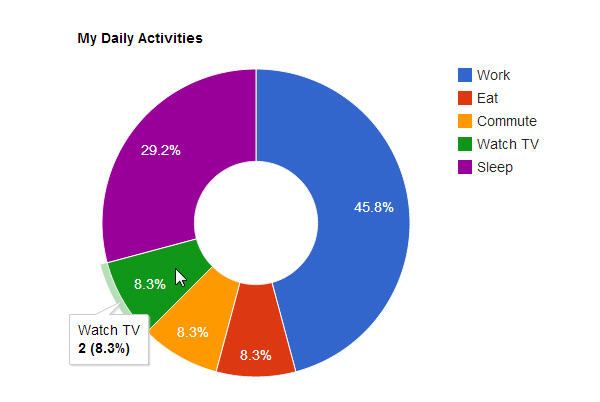 My Daily Activities
Work
Eat
Commute
Watch TV
Sleep
29.2%
45.8%
8.3%
8.3%
8.3%
Watch TV
2 (8.3%)